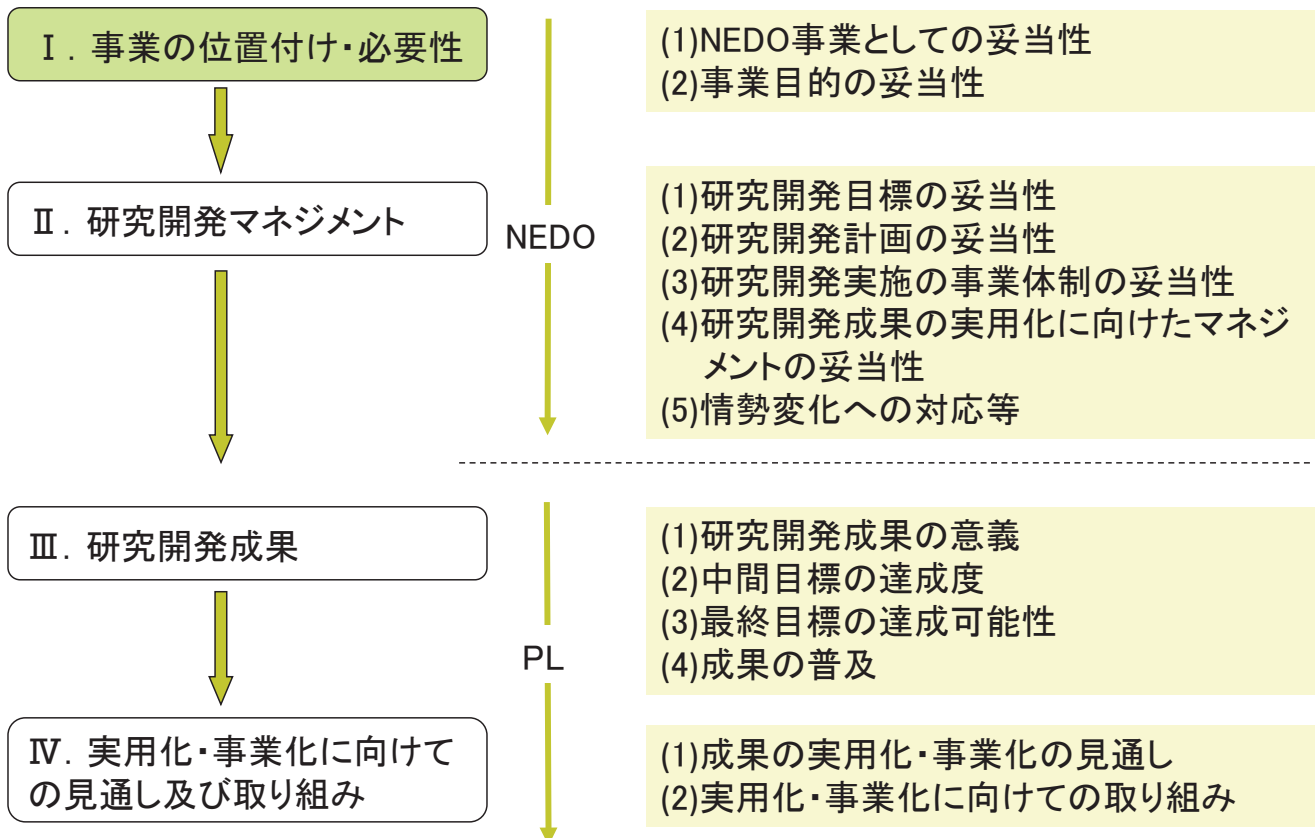 Ⅰ. 事業の位置付け・必要性
(1)NEDO事業としての妥当性
(2)事業目的の妥当性
Ⅱ. 研究開発マネジメント
NEDO
(1)研究開発目標の妥当性
(2)研究開発計画の妥当性
(3)研究開発実施の事業体制の妥当性
(4)研究開発成果の実用化に向けたマネジ
メントの妥当性
(5)情勢変化への対応等
Ⅲ. 研究開発成果
PL
(1)研究開発成果の意義
(2)中間目標の達成度
(3)最終目標の達成可能性
(4)成果の普及
Ⅳ. 実用化・事業化に向けて
の見通し及び取り組み
(1)成果の実用化・事業化の見通し
(2)実用化・事業化に向けての取り組み